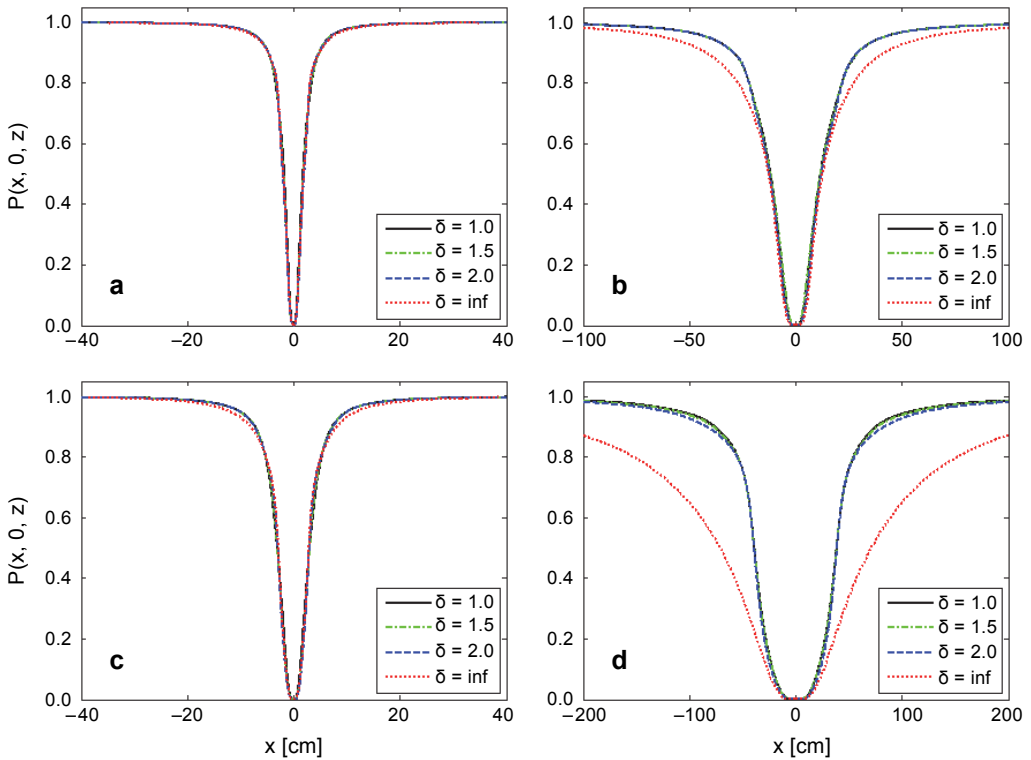 1.0
0.8
0.6
0.4
0.2
0.0
P(x, 0, z)
−40
−20
0
20
40
a
δ = 1.0
δ = 1.5
δ = 2.0
δ = inf
1.0
0.8
0.6
0.4
0.2
0.0
−100
−50
0
50
100
b
δ = 1.0
δ = 1.5
δ = 2.0
δ = inf
1.0
0.8
0.6
0.4
0.2
0.0
P(x, 0, z)
−40
−20
0
20
40
x [cm]
c
δ = 1.0
δ = 1.5
δ = 2.0
δ = inf
1.0
0.8
0.6
0.4
0.2
0.0
−200
−100
0
100
200
x [cm]
d
δ = 1.0
δ = 1.5
δ = 2.0
δ = inf